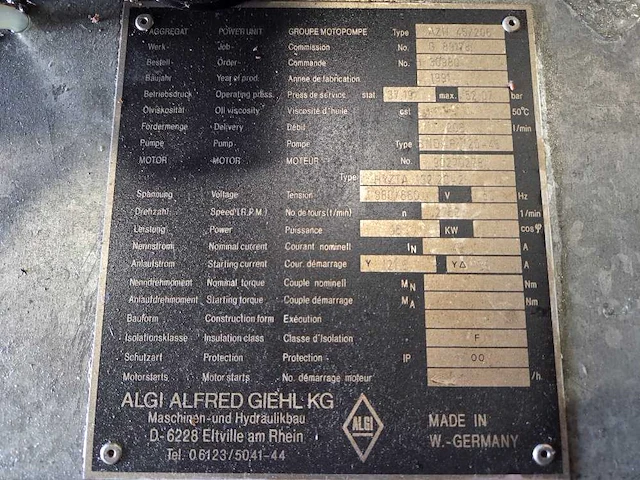 AGGREGAT POWER UNIT GROUPE MOTOPOMPE Type
Werk- Job- Commission No.
Bestell- Order- Commande No.
Baujahr Year of prod. Annee de fabrication 1991
Betriebsdruck Operating press. Press de service stat. max. bar
Ölviskosität Oil viscosity Viscosité d'huile cst 50°C
Fördermenge Delivery Débit l/min
Pumpe Pump Pompe Type
MOTOR MOTOR MOTEUR No.
Type
Spannung Voltage Tension V Hz
Drehzahl Speed (R.P.M.) No. de tours (t/min) n 1/min
Leistung Power Puissance KW cos φ
Nennstrom Nominal current Courant nominell IN A
Anlaufstrom Starting current Cour. démarrage Y Y∆ A
Nenndrehmoment Nominal torque Couple nominell MN Nm
Anlaufdrehmoment Starting torque Couple démarrage MA Nm
Bauform Construction form Exécution
Isolationsklasse Insulation class Classe d'Isolation F
Schutzart Protection Protection IP 00
Motorstarts Motor starts No. démarrage moteur /h
ALGI ALFRED GIEHL KG
Maschinen- und Hydraulikbau
D-6228 Eltville am Rhein
Tel. 06123/5041-44
ALGI
MADE IN
W.-GERMANY